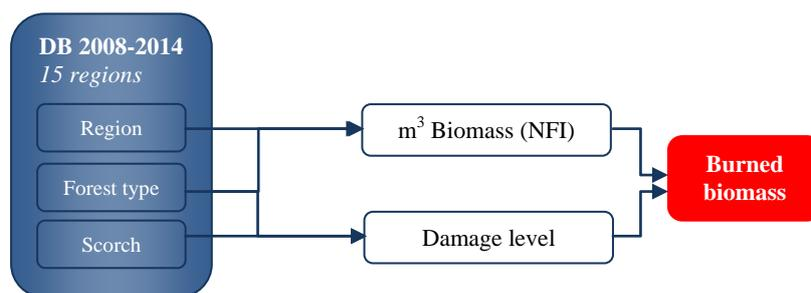 DB 2008-2014
15 regions
Region
Forest type
Scorch
m³ Biomass (NFI)
Damage level
Burned
biomass